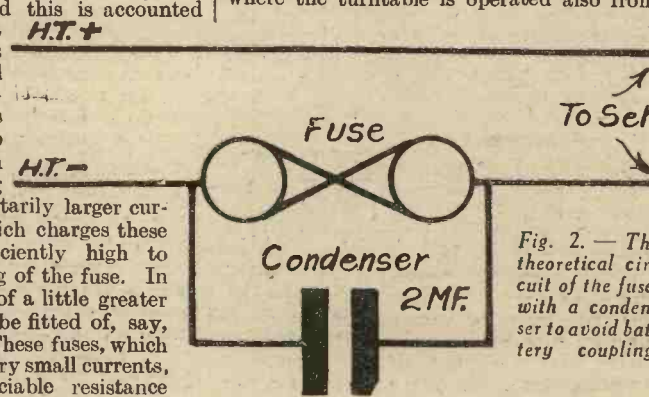 d this is accounted
where the turntable is operated also from
H.T. +
To Set
Fuse
H.T. -
tarily larger cur-
ich charges these
ciently high to
g of the fuse. In
of a little greater
be fitted of, say,
These fuses, which
ry small currents,
ciable resistance
Condenser
2 MF.
Fig. 2. — Th
theoretical cir
cuit of the fuse
with a conden
ser to avoid bat
tery coupling